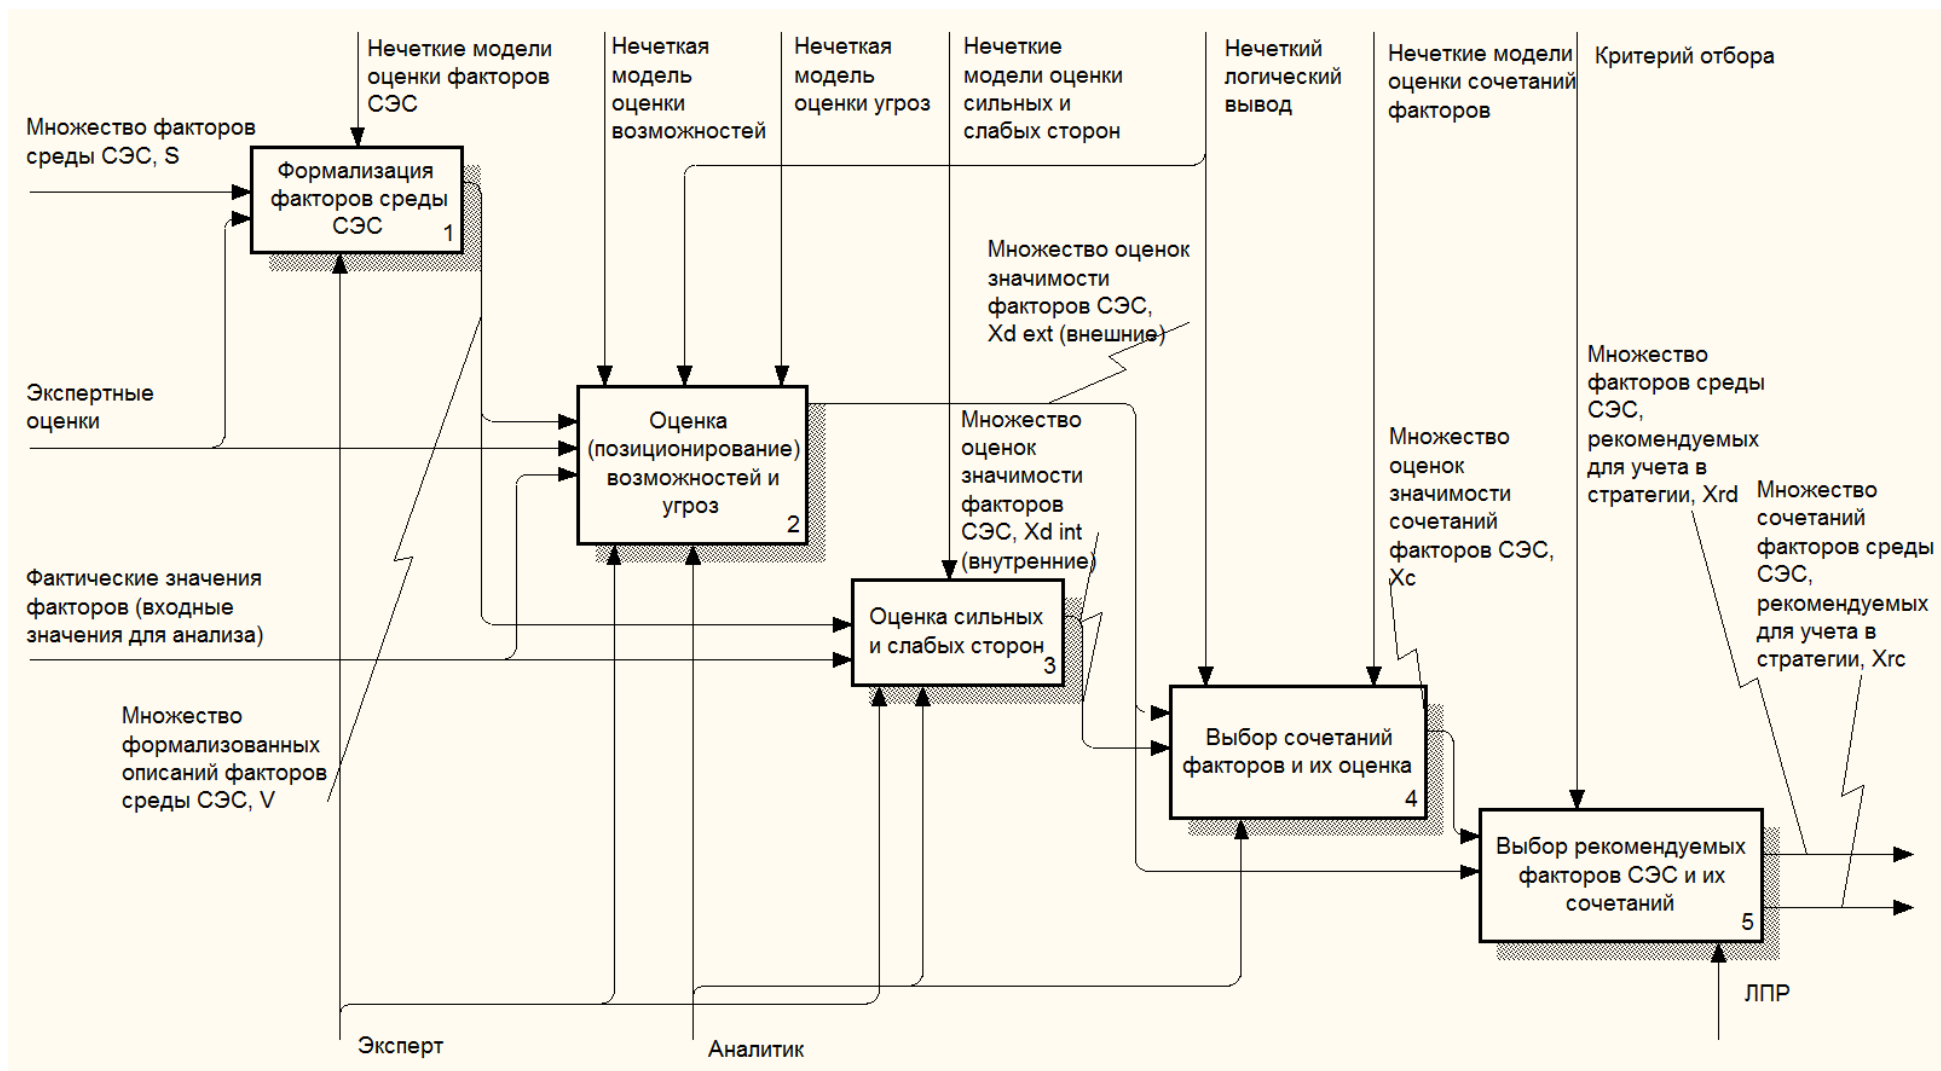 Нечеткие модели
оценки факторов
СЭС
Нечеткая
модель
оценки
возможностей
Нечеткая
модель
оценки угроз
Нечеткие
модели оценки
сильных и
слабых сторон
Нечеткий
логический
вывод
Нечеткие модели
оценки сочетаний
факторов
Критерий отбора
Множество факторов
среды СЭС, S
Формализация
факторов среды
СЭС
1
Множество оценок
значимости
факторов СЭС,
Xd ext (внешние)
Экспертные
оценки
Оценка
(позиционирование)
возможностей и
угроз
2
Множество
оценок
значимости
факторов
СЭС, Xd int
(внутренние)
Множество
оценок
значимости
сочетаний
факторов СЭС,
Xc
Множество
факторов среды
СЭС,
рекомендуемых
для учета в
стратегии, Xrd
Множество
сочетаний
факторов среды
СЭС,
рекомендуемых
для учета в
стратегии, Xrc
Фактические значения
факторов (входные
значения для анализа)
Оценка сильных
и слабых сторон
3
Множество
формализованных
описаний факторов
среды СЭС, V
Выбор сочетаний
факторов и их оценка
4
Выбор рекомендуемых
факторов СЭС и их
сочетаний
5
Эксперт
Аналитик
ЛПР